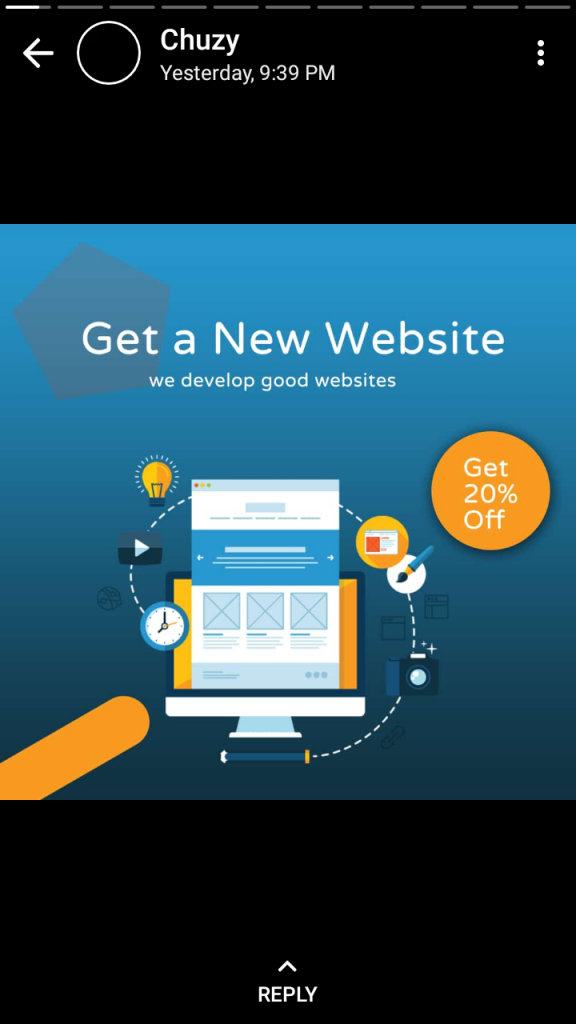 Chuzy
Yesterday, 9:39 PM
Get a New Website
we develop good websites
Get
20%
Off
REPLY